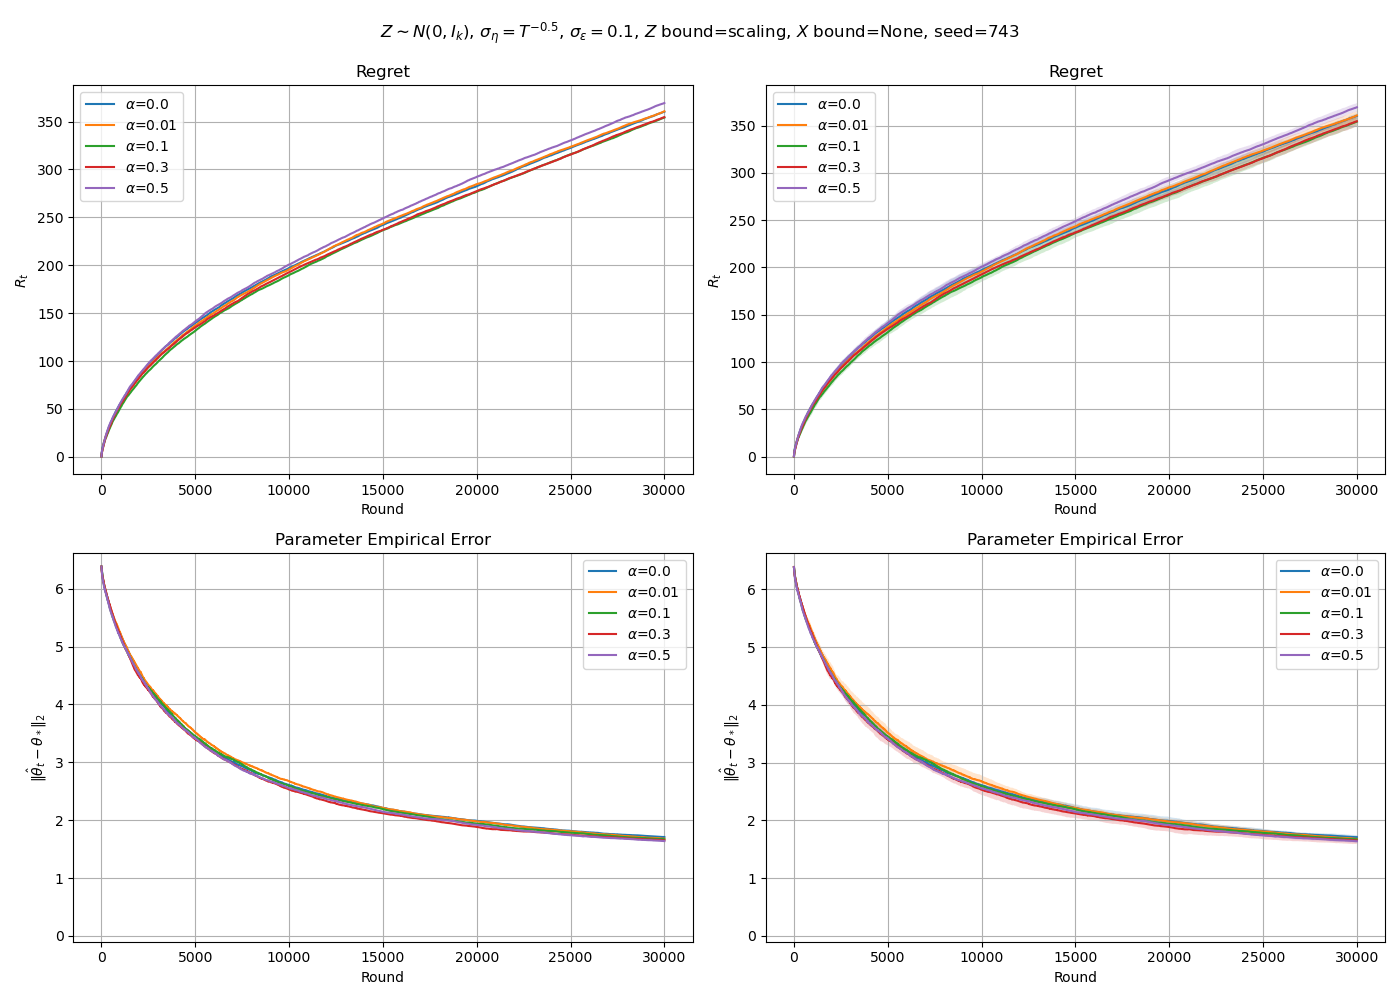 Z ∼ N(0, I_k), σ_η = T^{−0.5}, σ_ε = 0.1, Z bound=scaling, X bound=None, seed=743
Regret
R_t
350
300
250
200
150
100
50
0
α=0.0
α=0.01
α=0.1
α=0.3
α=0.5
0 5000 10000 15000 20000 25000 30000
Round
Regret
R_t
350
300
250
200
150
100
50
0
α=0.0
α=0.01
α=0.1
α=0.3
α=0.5
0 5000 10000 15000 20000 25000 30000
Round
Parameter Empirical Error
‖θ̂_t − θ_*‖_2
6
5
4
3
2
1
0
α=0.0
α=0.01
α=0.1
α=0.3
α=0.5
0 5000 10000 15000 20000 25000 30000
Round
Parameter Empirical Error
‖θ̂_t − θ_*‖_2
6
5
4
3
2
1
0
α=0.0
α=0.01
α=0.1
α=0.3
α=0.5
0 5000 10000 15000 20000 25000 30000
Round